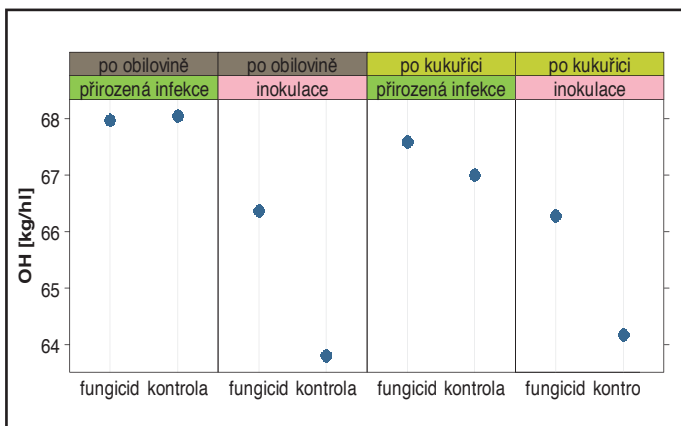 po obilovině po obilovině po kukuřici po kukuřici
přirozená infekce inokulace přirozená infekce inokulace
OH [kg/hl]
68
67
66
65
64
fungicid kontrola fungicid kontrola fungicid kontrola fungicid kontro